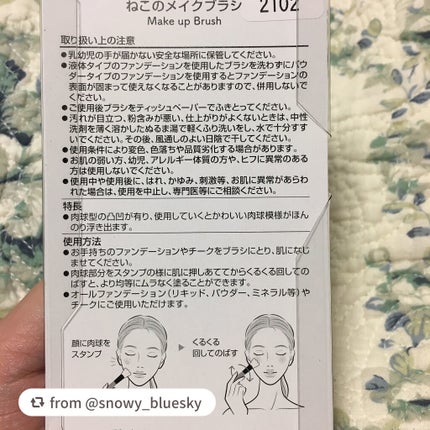 ねこのメイクブラシ
2102
Make up Brush
取り扱い上の注意
●乳幼児の手が届かない安全な場所に保管してください。
●液体タイプのファンデーションを使用したブラシを洗わずにパウ
ダータイプのファンデーションを使用するとファンデーションの
表面が固まって使えなくなることがありますので、併用しないで
ください。
●ご使用後ブラシをティッシュペーパーでふきとってください。
●汚れが目立つ、粉含みが悪い、仕上がりがよくないときは、中性
洗剤を薄く溶かしたぬるま湯で軽くふり洗いをし、水で十分すす
いでください。その後、風通しのよい日陰で干してください。
●使用条件により変色、色落ちや品質劣化する場合があります。
●お肌の弱い方、幼児、アレルギー体質の方や、ヒフに異常のある
方は使用しないでください。
●使用中や使用後に、はれ、かゆみ、刺激等、お肌に異常があらわ
れた場合は、使用を中止し、専門医等にご相談ください。
特長
●肉球型の凸凹が有り、使用していくとかわいい肉球模様がほん
のり浮き出ます。
使用方法
●お手持ちのファンデーションやチークをブラシにとり、肌になじ
ませてください。
●肉球部分をスタンプの様に肌に押しあててからくるくる回しての
ばすと、より均等にムラなく塗ることができます。
●オールファンデーション(リキッド、パウダー、ミネラル等)や
チークにご使用いただけます。
顔に肉球を
スタンプ
くるくる
回してのばす
from @snowy_bluesky